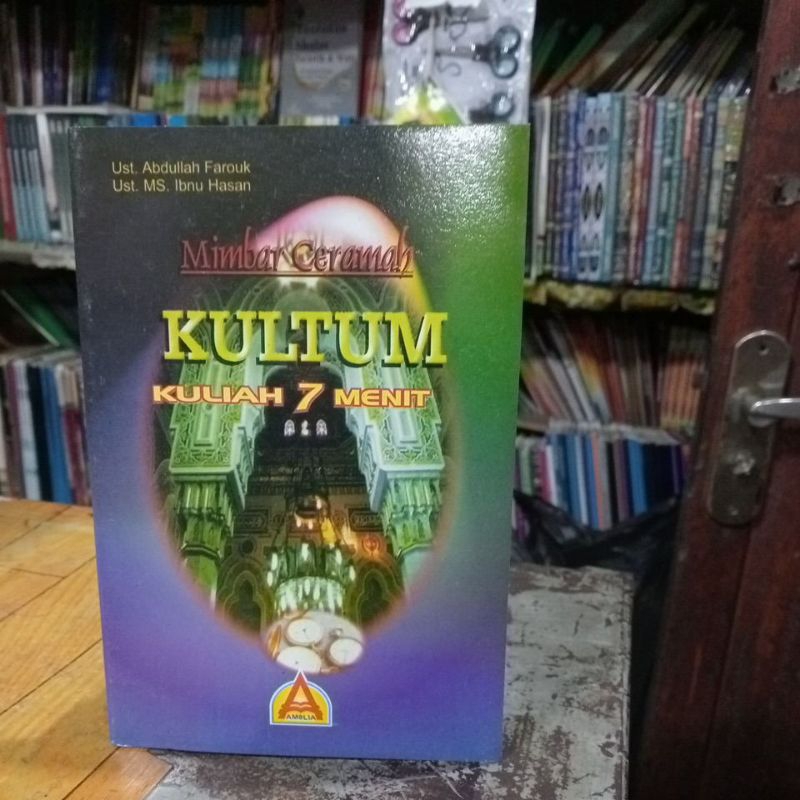 Ust. Abdullah Farouk
Ust. MS. Ibnu Hasan
Mimbar Ceramah
KULTUM
KULIAH 7 MENIT
AMELIA